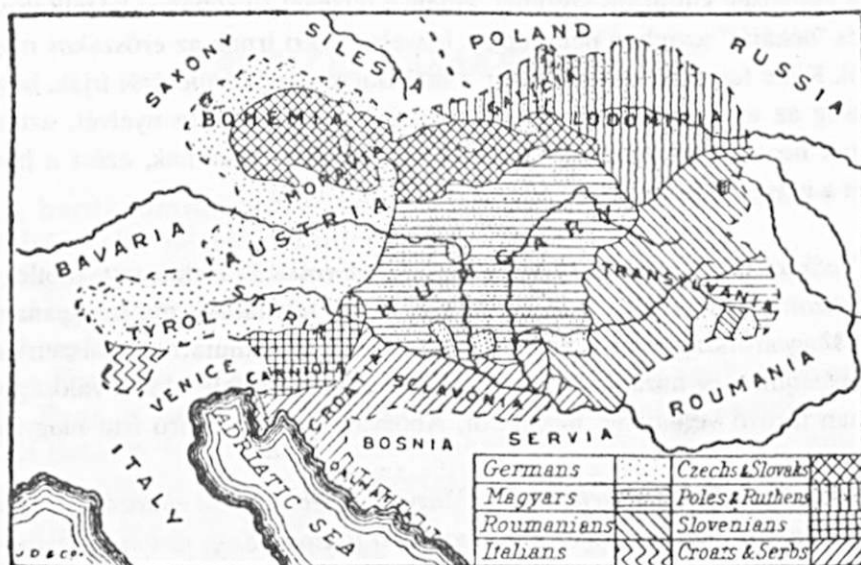 POLAND
SILESIA
SAXONY
RUSSIA
GALICIA
LODOMIR
BOHEMIA
MORAVIA
BAVARIA
AUSTRIA
HUNGARY
TRANSYLVANIA
TYROL
STYRIA
VENICE
CARNIOLA
CROATIA
SCLAVONIA
ROUMANIA
BOSNIA
SERVIA
DALMATIA
ITALY
ADRIATIC
SEA
Germans
Czechs & Slovaks
Magyars
Poles & Ruthens
Roumanians
Slovenians
Italians
Croats & Serbs